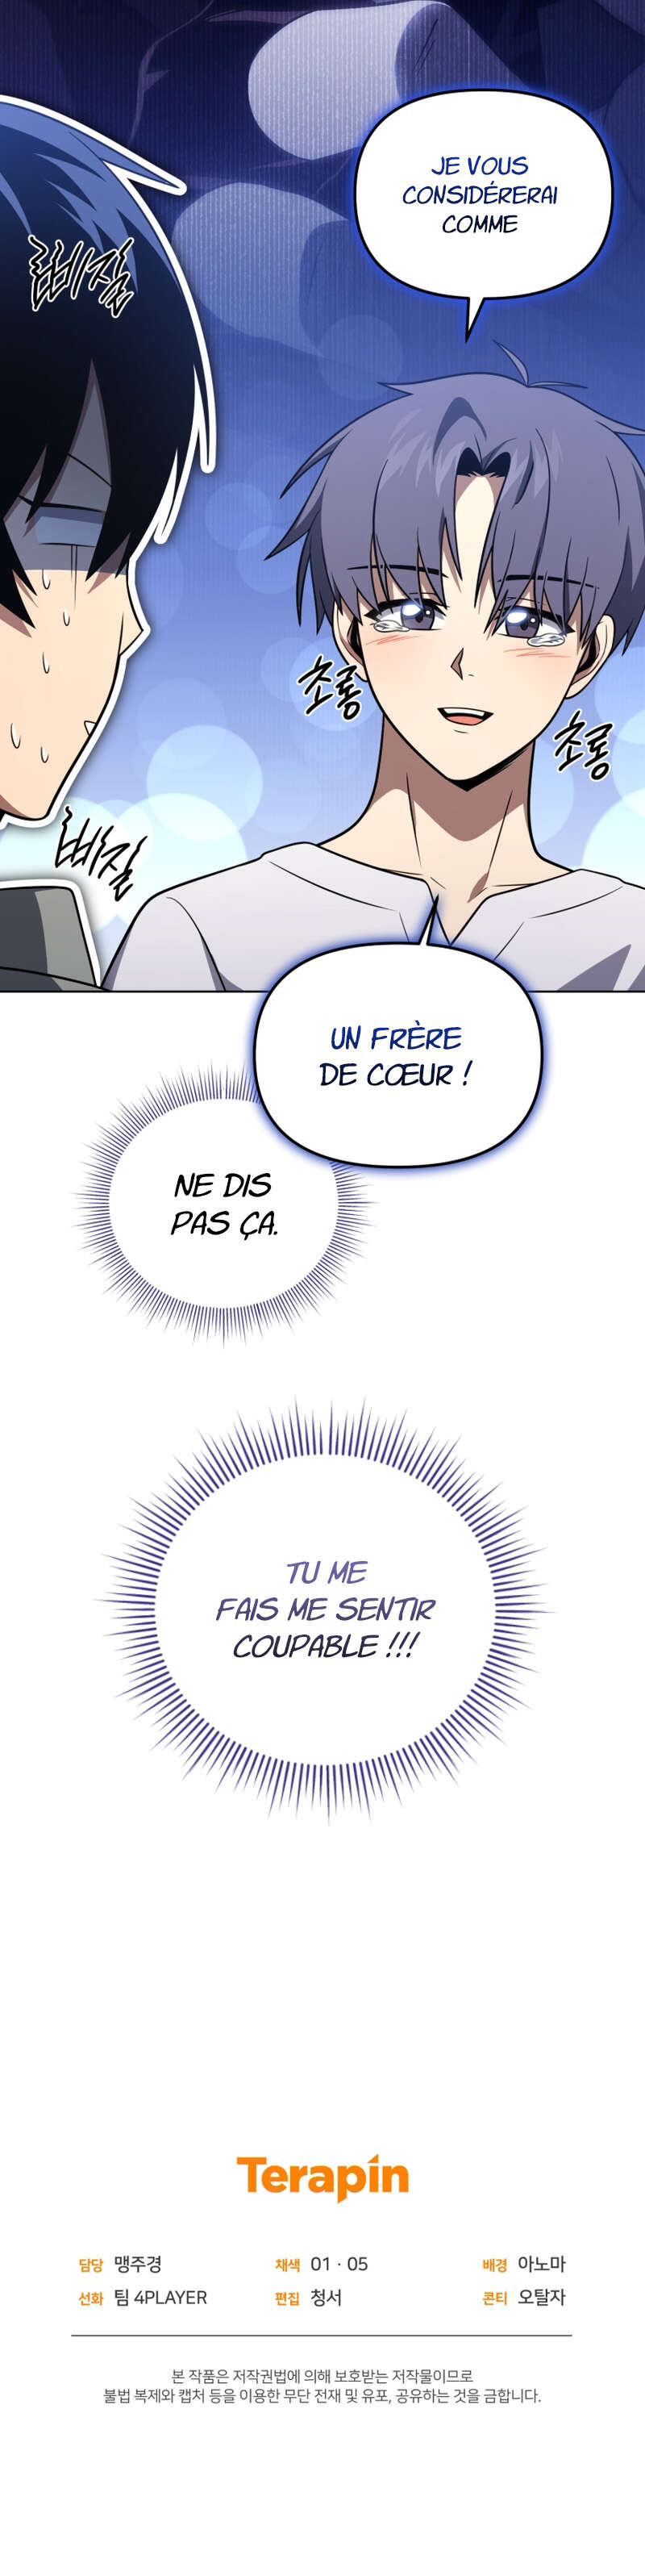 JE VOUS
CONSIDÉRERAI
COMME
삐질
초롱
초롱
삐질
UN FRÈRE
DE CŒUR !
NE DIS
PAS ÇA.
TU ME
FAIS ME SENTIR
COUPABLE !!!
Terapin
담당 맹주경 채색 01 · 05 배경 아노마
선화 팀 4PLAYER 편집 청서 콘티 오탈자
본 작품은 저작권법에 의해 보호받는 저작물이므로
불법 복제와 캡처 등을 이용한 무단 전재 및 유포, 공유하는 것을 금합니다.